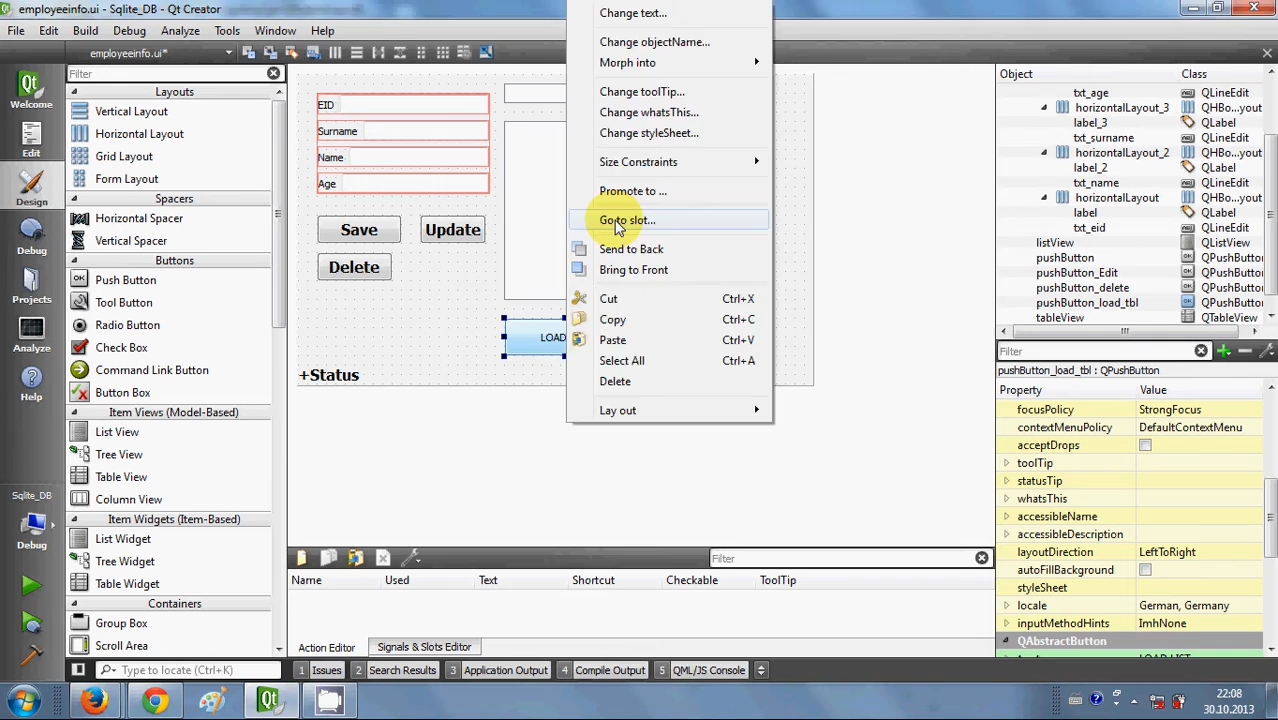 employeeinfo.ui - Sqlite_DB - Qt Creator
File Edit Build Debug Analyze Tools Window Help
employeeinfo.ui*
Filter
Layouts
Vertical Layout
Horizontal Layout
Grid Layout
Form Layout
Spacers
Horizontal Spacer
Vertical Spacer
Buttons
Push Button
Tool Button
Radio Button
Check Box
Command Link Button
Button Box
Item Views (Model-Based)
List View
Tree View
Table View
Column View
Item Widgets (Item-Based)
List Widget
Tree Widget
Table Widget
Containers
Group Box
Scroll Area
Welcome
Edit
Design
Debug
Projects
Analyze
Help
Sqlite_DB
Debug
EID
Surname
Name
Age
Save Update
Delete
LOAD
+Status
Change text...
Change objectName...
Morph into
Change toolTip...
Change whatsThis...
Change styleSheet...
Size Constraints
Promote to ...
Go to slot...
Send to Back
Bring to Front
Cut Ctrl+X
Copy Ctrl+C
Paste Ctrl+V
Select All Ctrl+A
Delete
Lay out
Object Class
txt_age QLineEdit
horizontalLayout_3 QHBo...yout
label_3 QLabel
txt_surname QLineEdit
horizontalLayout_2 QHBo...yout
label_2 QLabel
txt_name QLineEdit
horizontalLayout QHBo...yout
label QLabel
txt_eid QLineEdit
listView QListView
pushButton QPushButton
pushButton_Edit QPushButton
pushButton_delete QPushButton
pushButton_load_tbl QPushButton
tableView QTableView
Filter
pushButton_load_tbl : QPushButton
Property Value
focusPolicy StrongFocus
contextMenuPolicy DefaultContextMenu
acceptDrops
toolTip
statusTip
whatsThis
accessibleName
accessibleDescription
layoutDirection LeftToRight
autoFillBackground
styleSheet
locale German, Germany
inputMethodHints ImhNone
QAbstractButton
Filter
Name Used Text Shortcut Checkable ToolTip
Action Editor Signals & Slots Editor
Type to locate (Ctrl+K) 1 Issues 2 Search Results 3 Application Output 4 Compile Output 5 QML/JS Console
22:08
30.10.2013